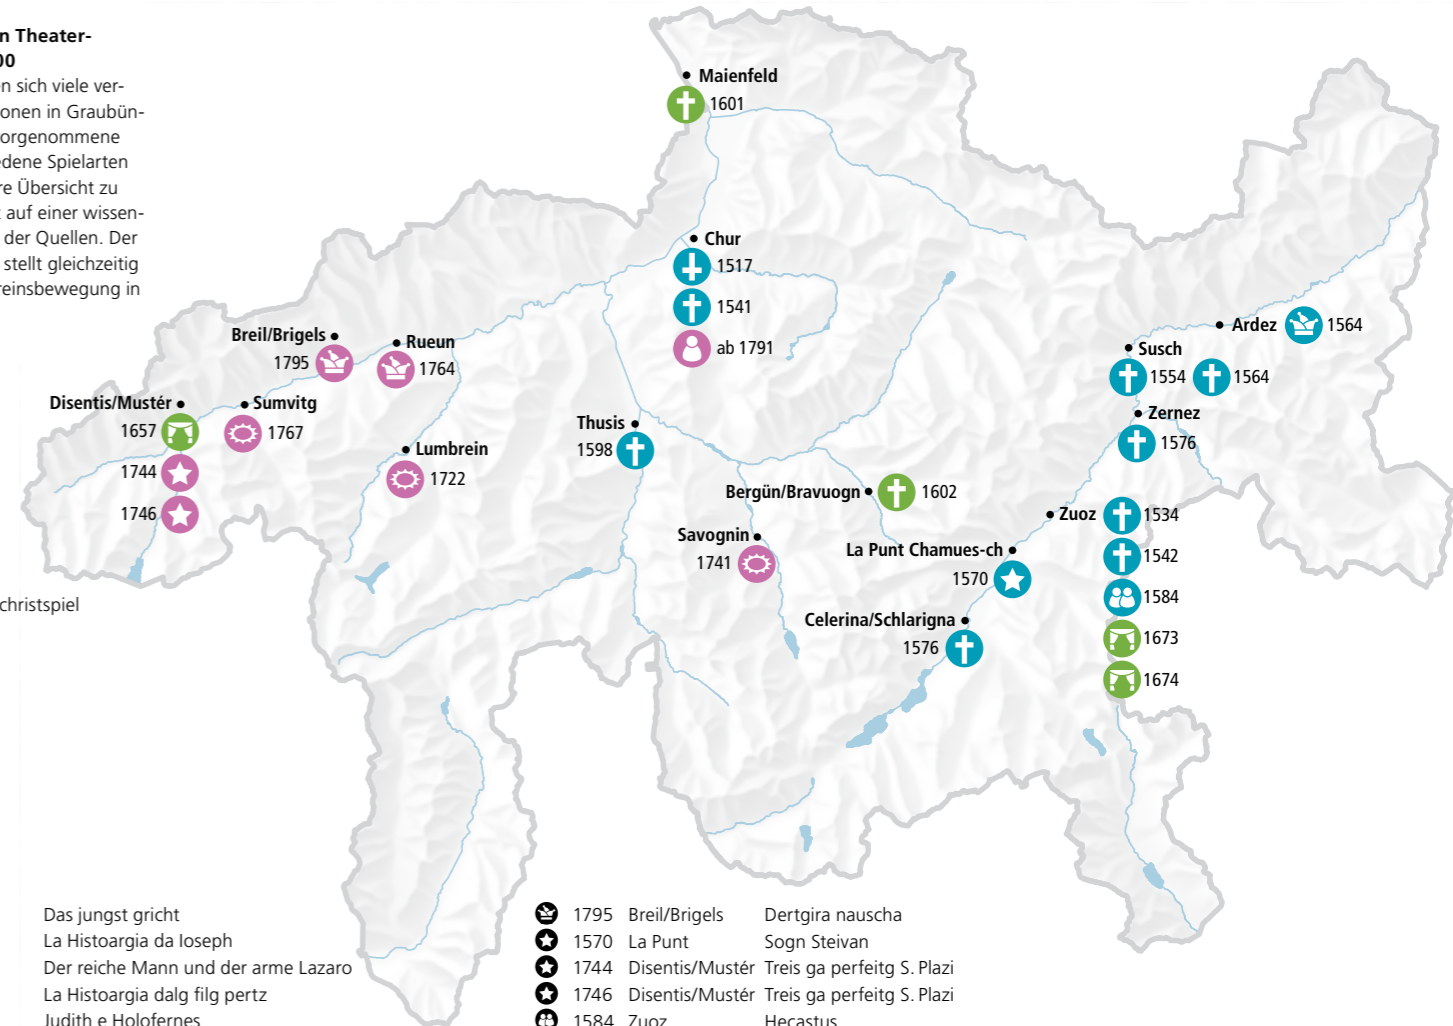 n Theater-
00
en sich viele ver-
onen in Graubün-
orgenommene
edene Spielarten
re Übersicht zu
t auf einer wissen-
der Quellen. Der
stellt gleichzeitig
reinsbewegung in
Maienfeld
1601
Chur
1517
1541
ab 1791
Breil/Brigels
1795
Rueun
1764
Disentis/Mustér
1657
1744
1746
Sumvitg
1767
Lumbrein
1722
Thusis
1598
Savognin
1741
Bergün/Bravuogn
1602
La Punt Chamues-ch
1570
Celerina/Schlarigna
1576
Ardez
1564
Susch
1554
1564
Zernez
1576
Zuoz
1534
1542
1584
1673
1674
christspiel
Das jungst gricht
La Histoargia da Ioseph
Der reiche Mann und der arme Lazaro
La Histoargia dalg filg pertz
Judith e Holofernes
1795 Breil/Brigels Dertgira nauscha
1570 La Punt Sogn Steivan
1744 Disentis/Mustér Treis ga perfeitg S. Plazi
1746 Disentis/Mustér Treis ga perfeitg S. Plazi
1584 Zuoz Hecastus